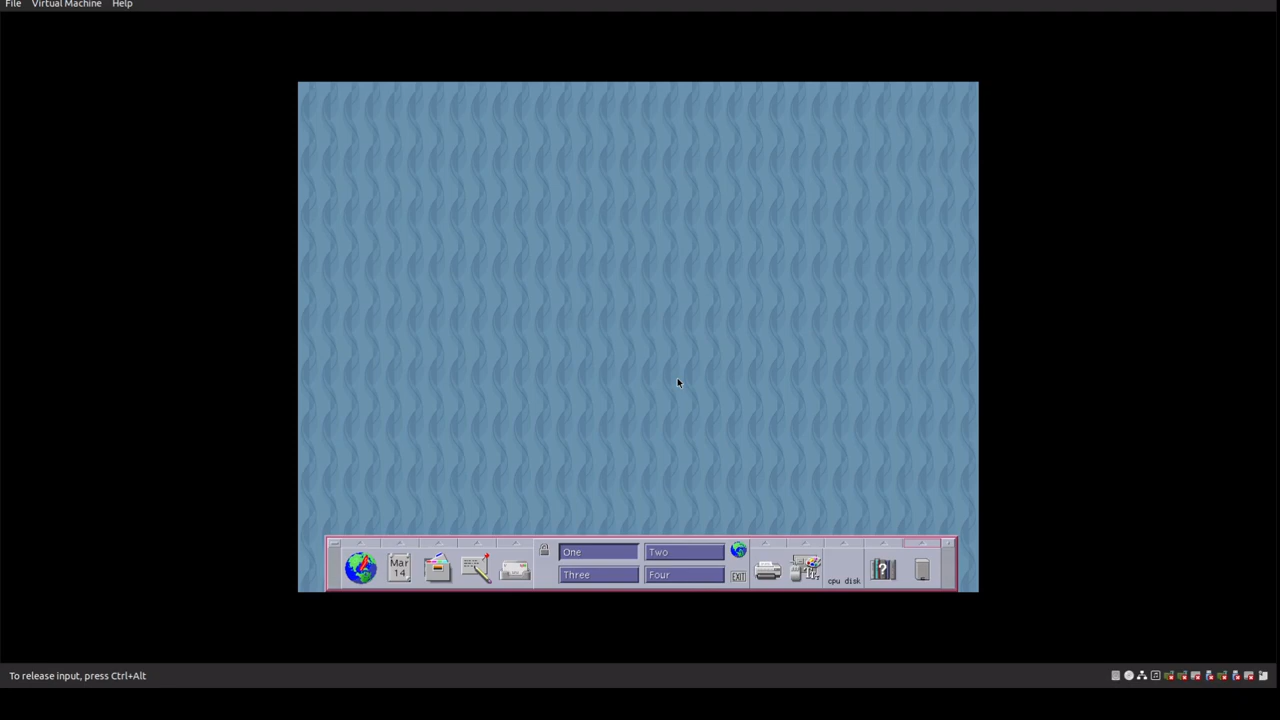 File Virtual Machine Help
One Two
Mar
14
Three Four
EXIT
cpu disk
?
To release input, press Ctrl+Alt